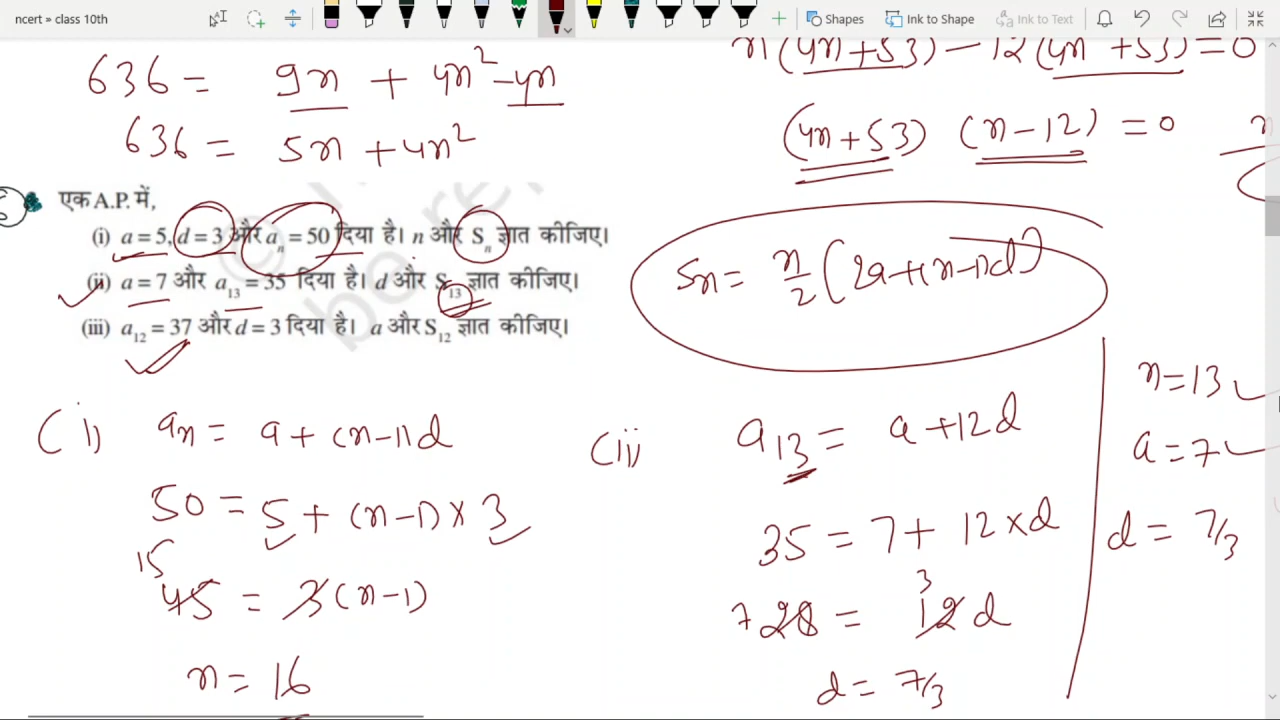 ncert » class 10th
Shapes
Ink to Shape
Ink to Text
636 = 9n + 4n² - 4n
636 = 5n + 4n²
n(4n+53) - 12(4n+53) = 0
(4n+53) (n-12) = 0
एक A.P. में,
(i) a = 5, d = 3 और aₙ = 50 दिया है। n और Sₙ ज्ञात कीजिए।
(ii) a = 7 और a₁₃ = 35 दिया है। d और S₁₃ ज्ञात कीजिए।
(iii) a₁₂ = 37 और d = 3 दिया है। a और S₁₂ ज्ञात कीजिए।
Sn = n/2 (2a + (n-1)d)
(i) an = a + (n-1)d
50 = 5 + (n-1) × 3
15
45 = 3 (n-1)
n = 16
(ii) a13 = a + 12d
35 = 7 + 12 × d
3
7 28 = 12 d
d = 7/3
n = 13
a = 7
d = 7/3